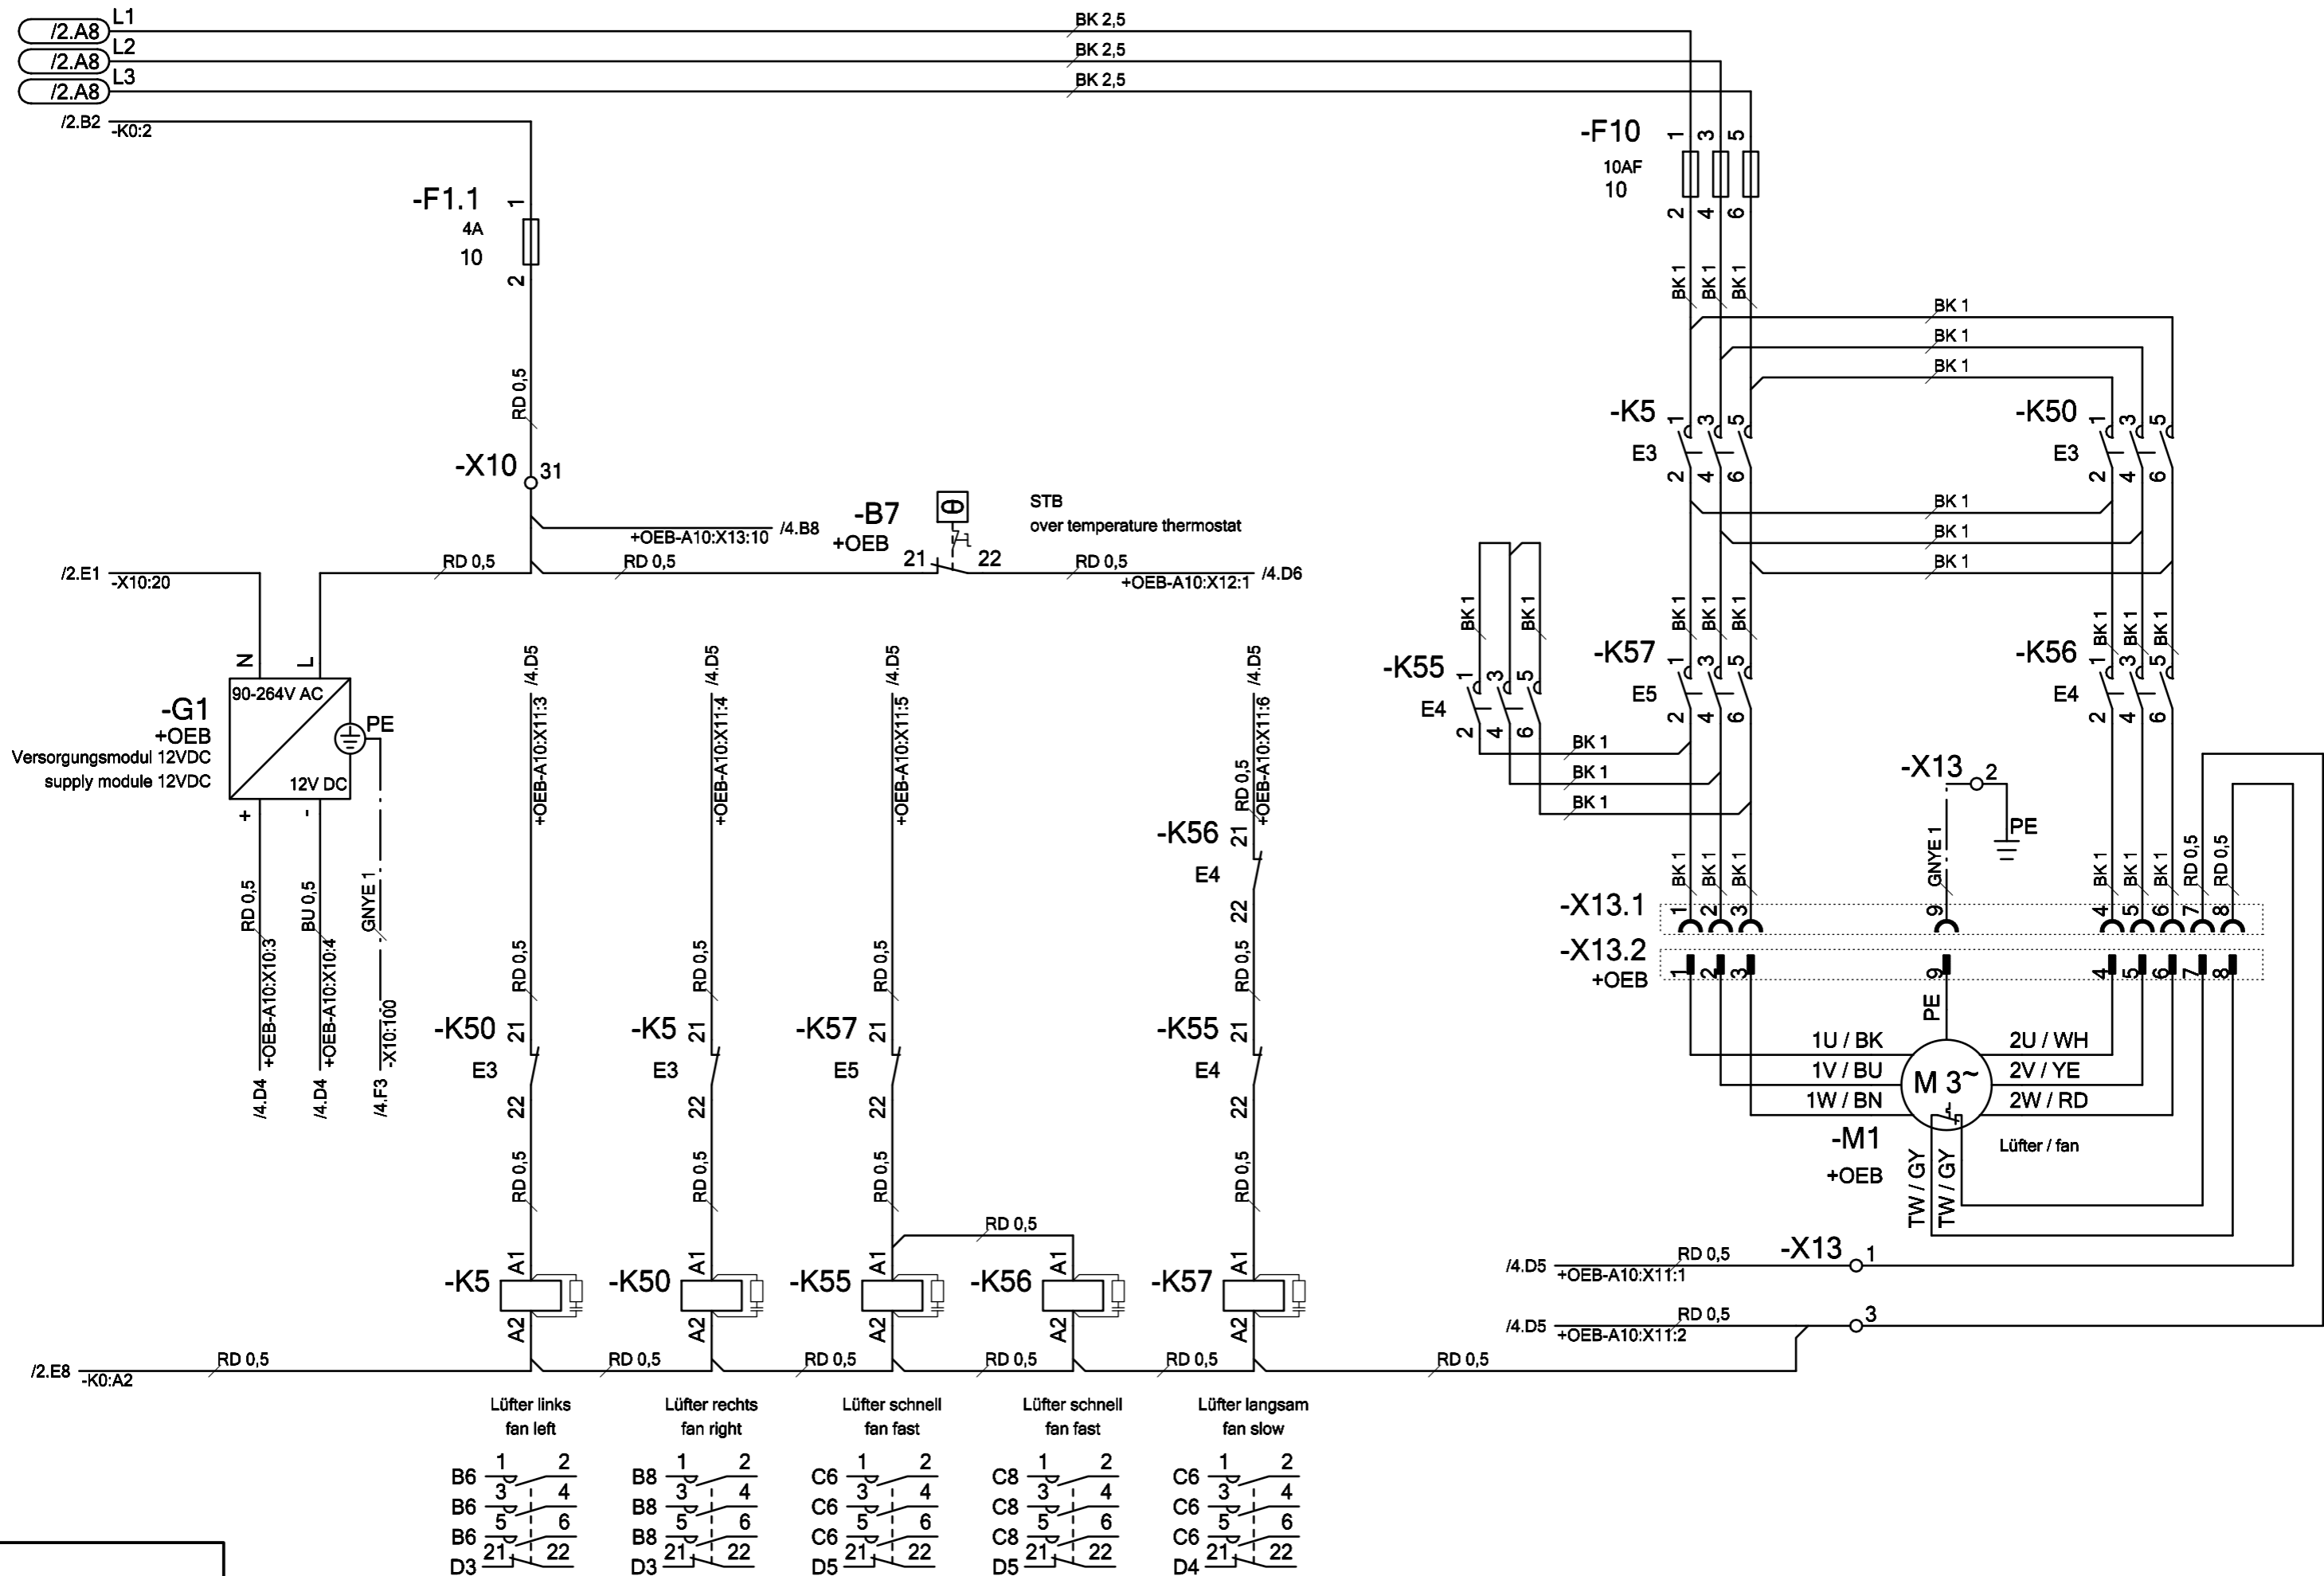 /2.A8 L1 BK 2,5
/2.A8 L2 BK 2,5
/2.A8 L3 BK 2,5
/2.B2 -K0:2
-F1.1 1
4A
10
2
RD 0,5
-X10 31
+OEB-A10:X13:10 /4.B8
-B7
+OEB
θ
STB
over temperature thermostat
21 22
/2.E1 -X10:20
RD 0,5
RD 0,5
RD 0,5
+OEB-A10:X12:1 /4.D6
-F10 1 3 5
10AF
10
2 4 6
BK 1 BK 1 BK 1
BK 1
BK 1
BK 1
-K5 1 3 5
E3
2 4 6
-K50 1 3 5
E3
2 4 6
BK 1
BK 1
BK 1
BK 1 BK 1
BK 1 BK 1 BK 1
BK 1 BK 1 BK 1
-K55 1 3 5
E4
2 4 6
-K57 1 3 5
E5
2 4 6
-K56 1 3 5
E4
2 4 6
BK 1
BK 1
BK 1
N L
90-264V AC
-G1
+OEB
Versorgungsmodul 12VDC
supply module 12VDC
12V DC
PE
+ -
RD 0,5 +OEB-A10:X10:3 /4.D4
BU 0,5 +OEB-A10:X10:4 /4.D4
GNYE 1 -X10:100 /4.F3
/4.D5 +OEB-A10:X11:3
RD 0,5
-K50 21
E3
22
RD 0,5
-K5 A1
A2
/4.D5 +OEB-A10:X11:4
RD 0,5
-K5 21
E3
22
RD 0,5
-K50 A1
A2
/4.D5 +OEB-A10:X11:5
RD 0,5
-K57 21
E5
22
RD 0,5
-K55 A1
A2
RD 0,5
-K56 A1
A2
/4.D5 +OEB-A10:X11:6
RD 0,5
-K56 21
E4
22
RD 0,5
-K55 21
E4
22
RD 0,5
-K57 A1
A2
-X13 2
PE
BK 1 BK 1 BK 1 GNYE 1 BK 1 BK 1 BK 1 RD 0,5 RD 0,5
-X13.1 1 2 3 9 4 5 6 7 8
-X13.2 1 2 3 9 4 5 6 7 8
+OEB
PE
1U / BK 2U / WH
1V / BU M 3~ 2V / YE
1W / BN 2W / RD
-M1
+OEB
Lüfter / fan
TW / GY TW / GY
/4.D5 RD 0,5 -X13 1
+OEB-A10:X11:1
/4.D5 RD 0,5 3
+OEB-A10:X11:2
/2.E8 -K0:A2 RD 0,5 RD 0,5 RD 0,5 RD 0,5 RD 0,5 RD 0,5
Lüfter links
fan left
Lüfter rechts
fan right
Lüfter schnell
fan fast
Lüfter schnell
fan fast
Lüfter langsam
fan slow
B6 1 2
B6 3 4
B6 5 6
D3 21 22
B8 1 2
B8 3 4
B8 5 6
D3 21 22
C6 1 2
C6 3 4
C6 5 6
D5 21 22
C8 1 2
C8 3 4
C8 5 6
D5 21 22
C6 1 2
C6 3 4
C6 5 6
D4 21 22